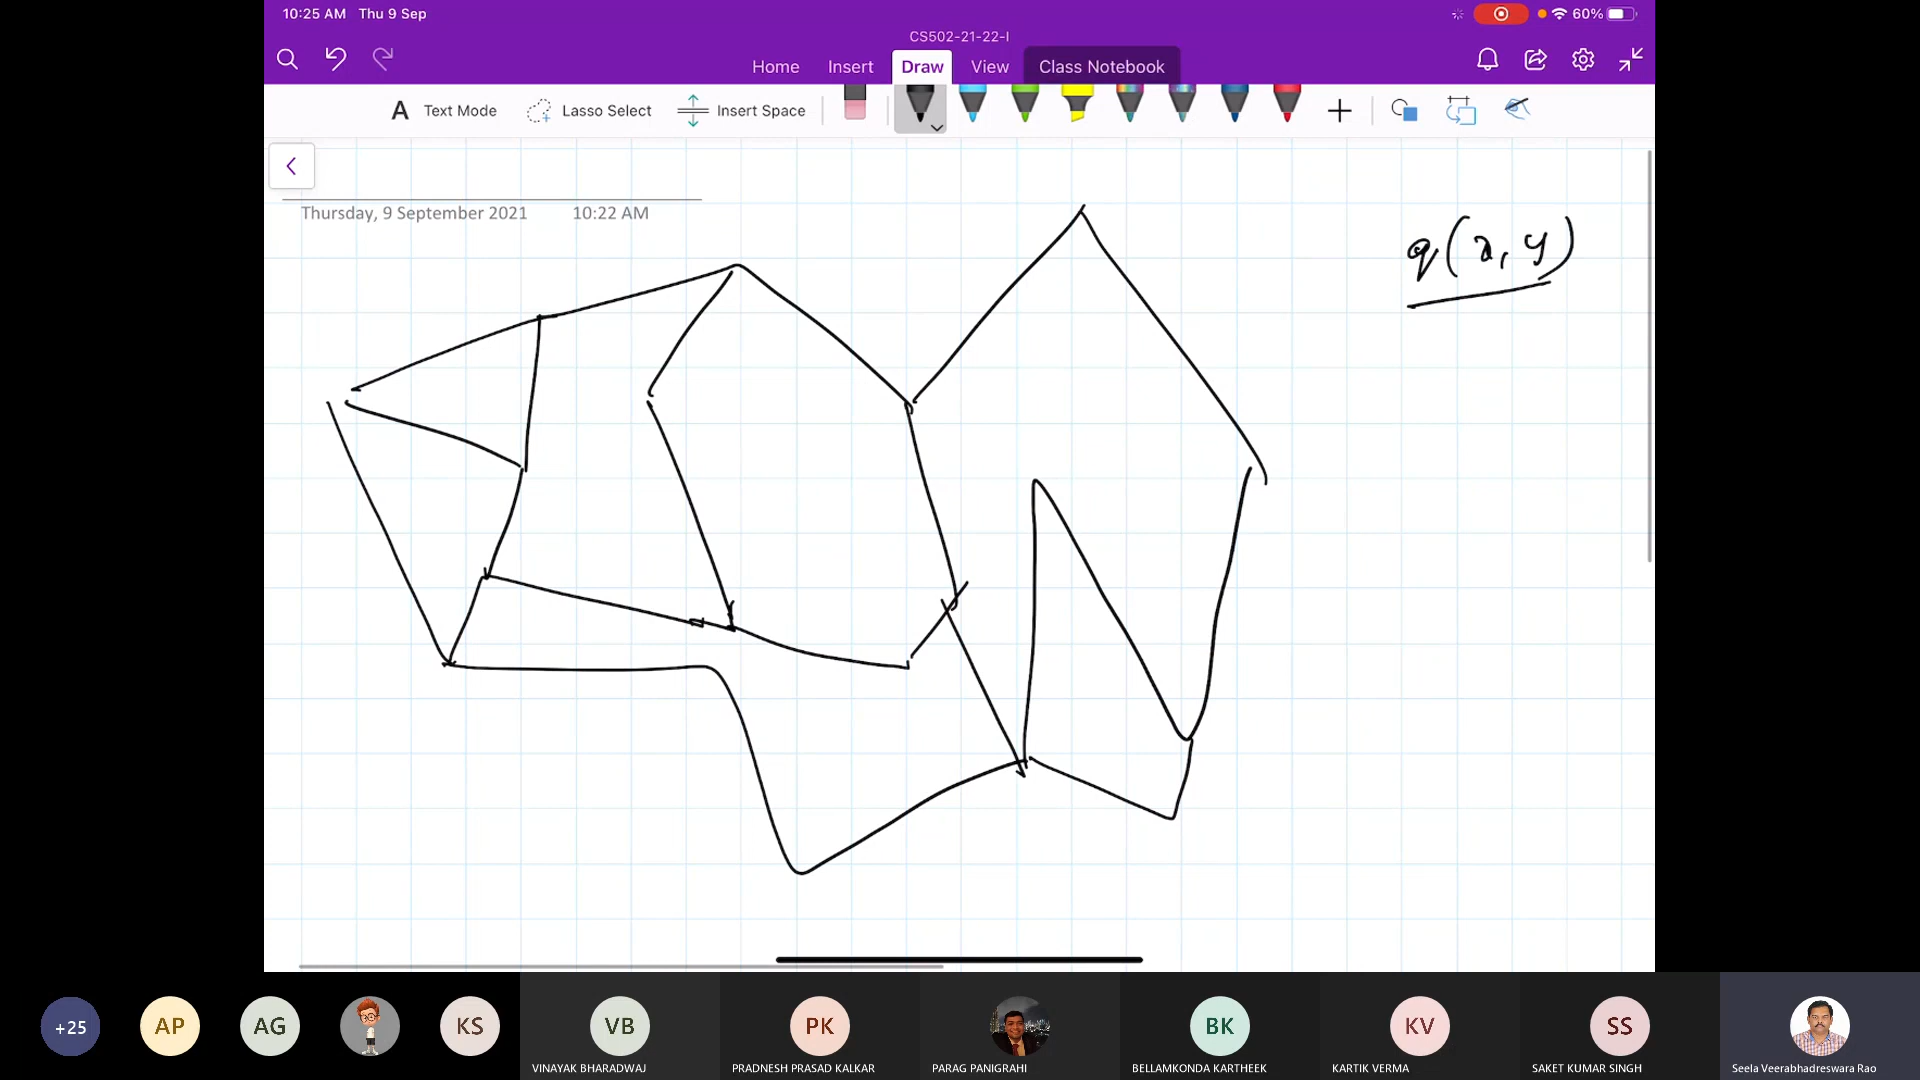 10:25 AM Thu 9 Sep
60%
CS502-21-22-I
Home Insert Draw View Class Notebook
A Text Mode Lasso Select Insert Space
Thursday, 9 September 2021 10:22 AM
q(x, y)
+25 AP AG KS VB PK BK KV SS
VINAYAK BHARADWAJ PRADNESH PRASAD KALKAR PARAG PANIGRAHI BELLAMKONDA KARTHEEK KARTIK VERMA SAKET KUMAR SINGH Seela Veerabhadreswara Rao